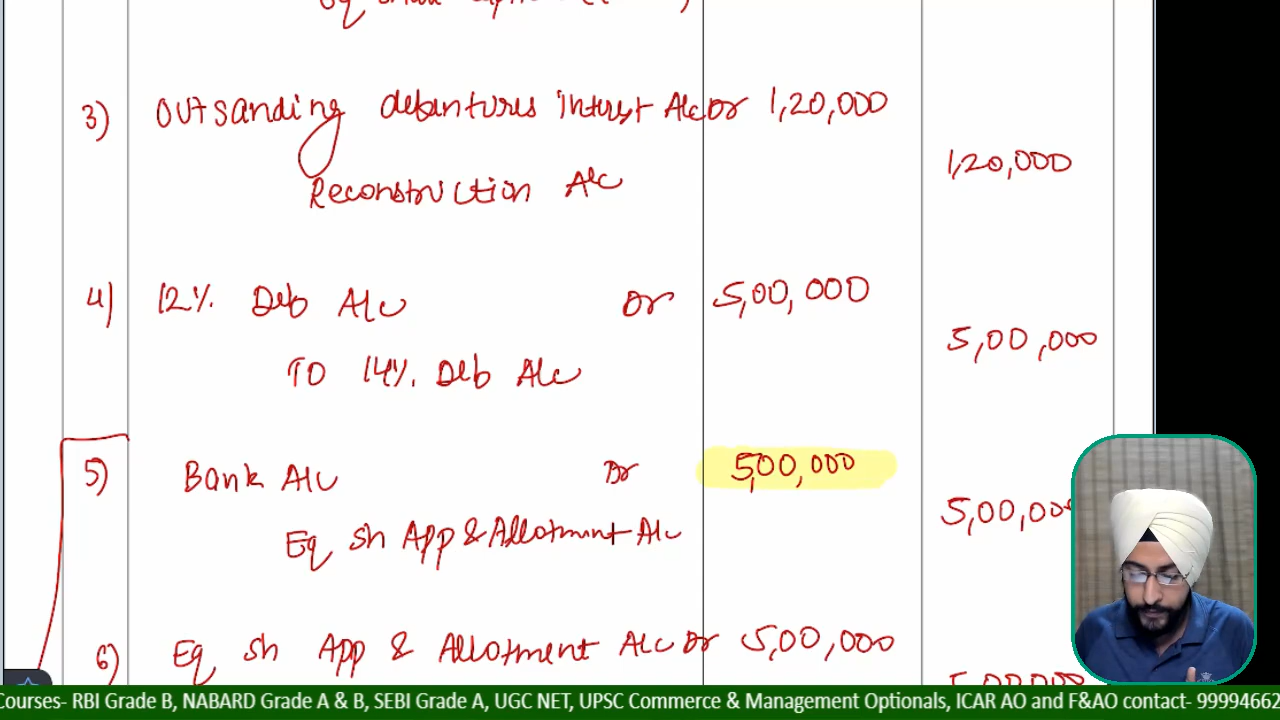 3) Outsanding debentures interest A/c Dr 1,20,000
Reconstruction A/c 1,20,000
4) 12% Deb A/c Dr 5,00,000
TO 14% Deb A/c 5,00,000
5) Bank A/c Dr 5,00,000
Eq sh App & Allotment A/c 5,00,000
6) Eq sh App & Allotment A/c Dr 5,00,000
Courses- RBI Grade B, NABARD Grade A & B, SEBI Grade A, UGC NET, UPSC Commerce & Management Optionals, ICAR AO and F&AO contact- 99994662